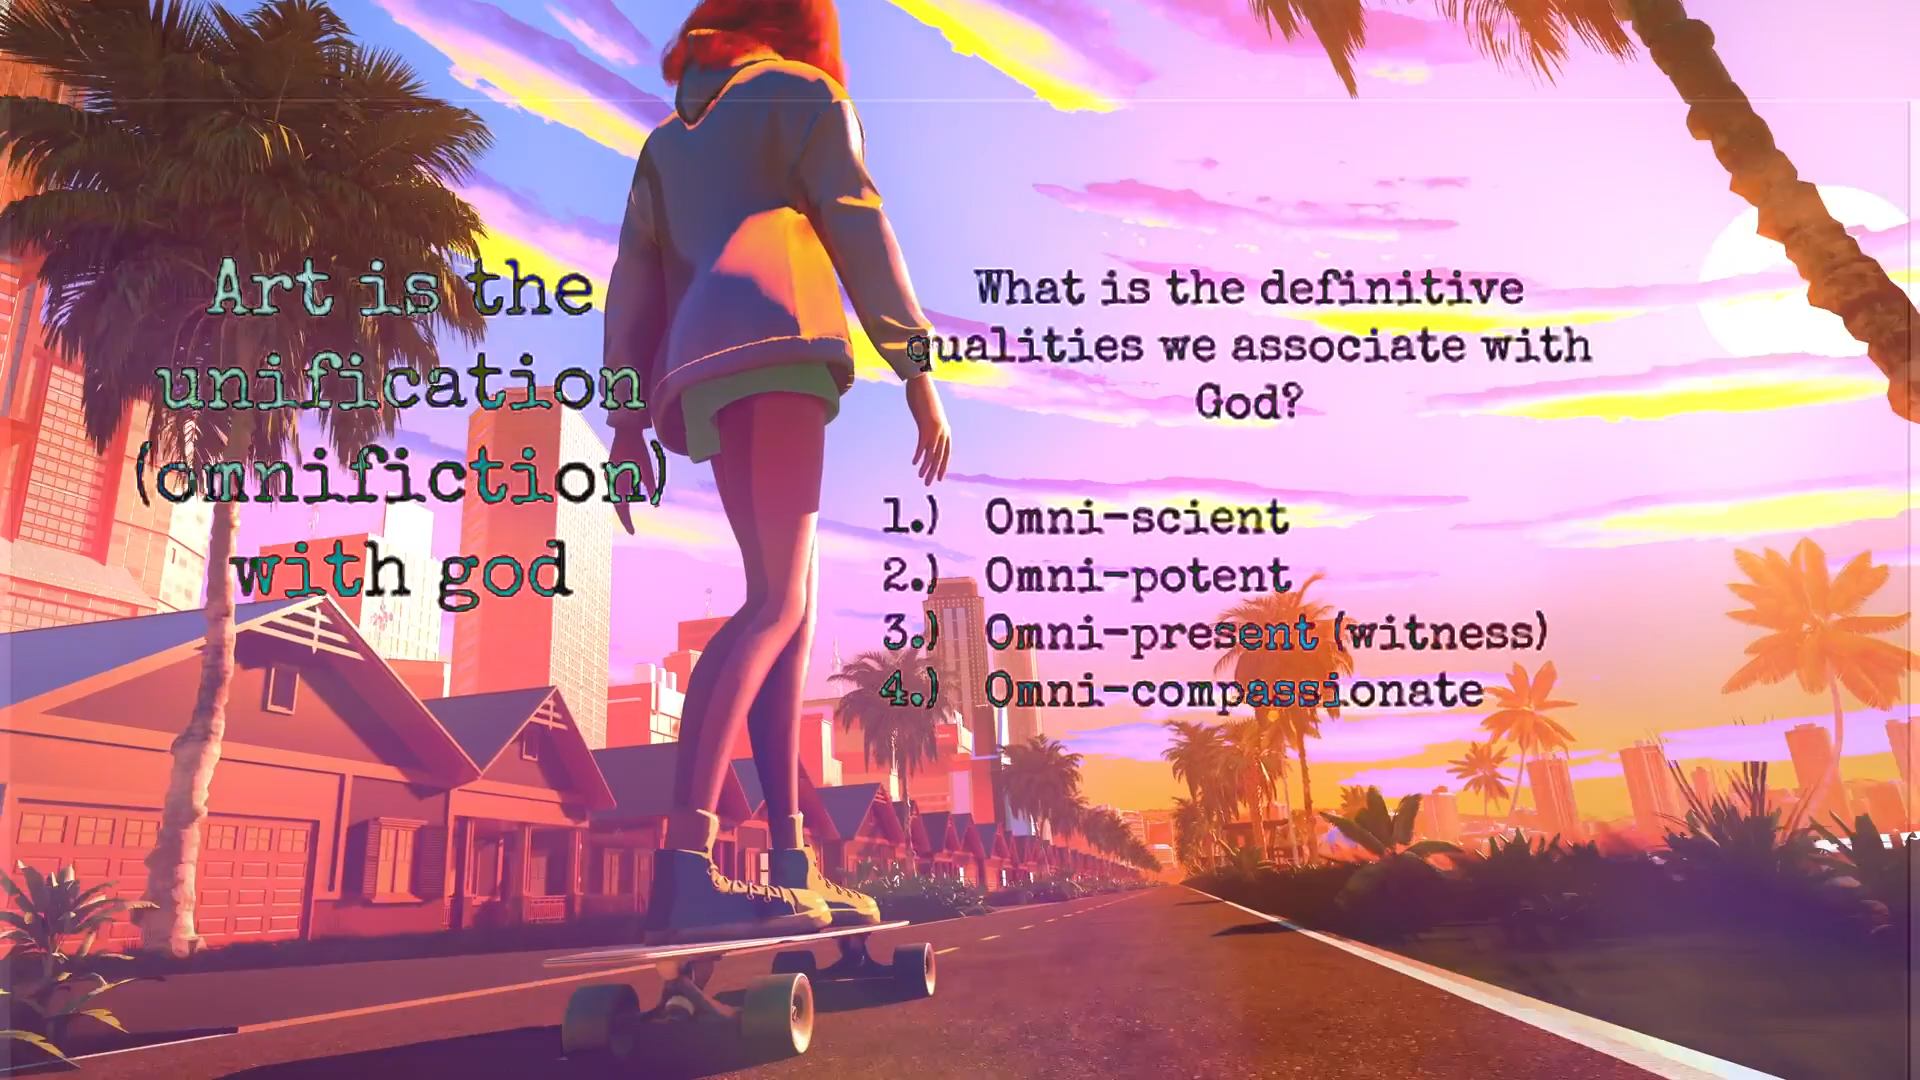 Art is the
unification
(omnifiction)
with god
What is the definitive
qualities we associate with
God?
1.) Omni-scient
2.) Omni-potent
3.) Omni-present (witness)
4.) Omni-compassionate